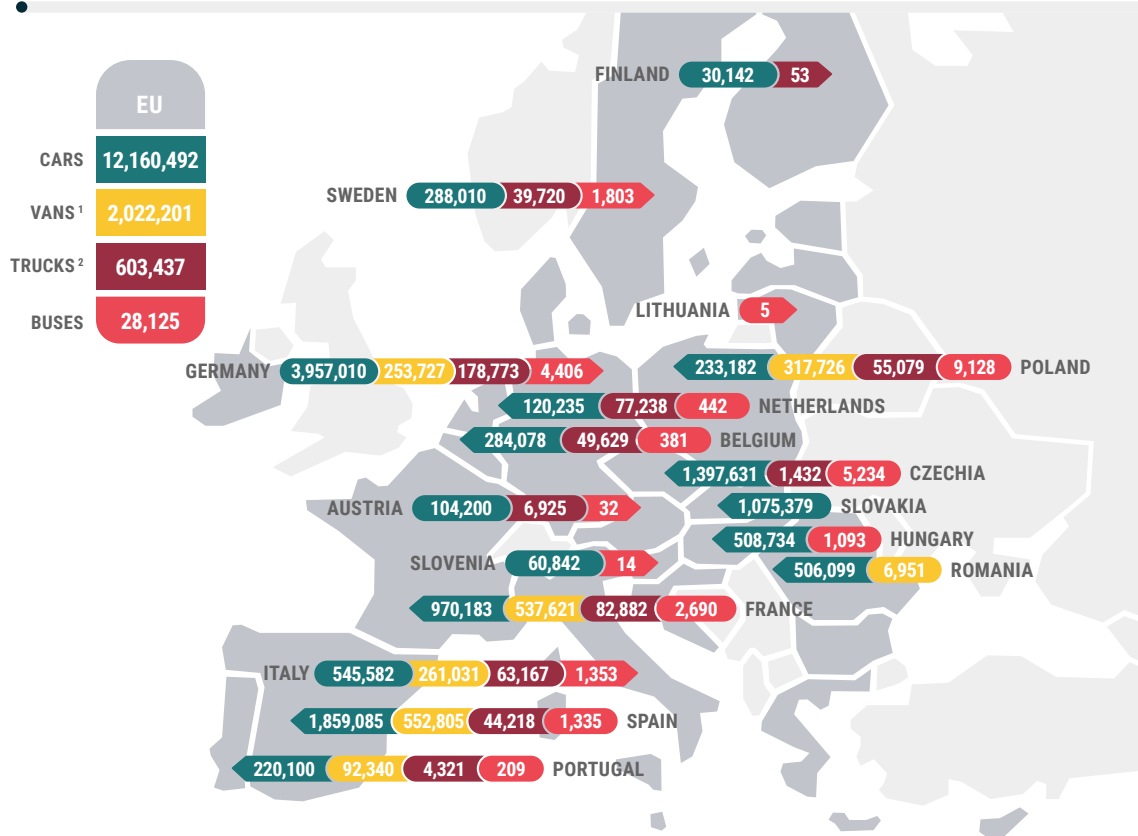 EU
CARS 12,160,492
VANS ¹ 2,022,201
TRUCKS ² 603,437
BUSES 28,125
FINLAND 30,142 53
SWEDEN 288,010 39,720 1,803
LITHUANIA 5
GERMANY 3,957,010 253,727 178,773 4,406
233,182 317,726 55,079 9,128 POLAND
120,235 77,238 442 NETHERLANDS
284,078 49,629 381 BELGIUM
1,397,631 1,432 5,234 CZECHIA
AUSTRIA 104,200 6,925 32
1,075,379 SLOVAKIA
508,734 1,093 HUNGARY
SLOVENIA 60,842 14
506,099 6,951 ROMANIA
970,183 537,621 82,882 2,690 FRANCE
ITALY 545,582 261,031 63,167 1,353
1,859,085 552,805 44,218 1,335 SPAIN
220,100 92,340 4,321 209 PORTUGAL